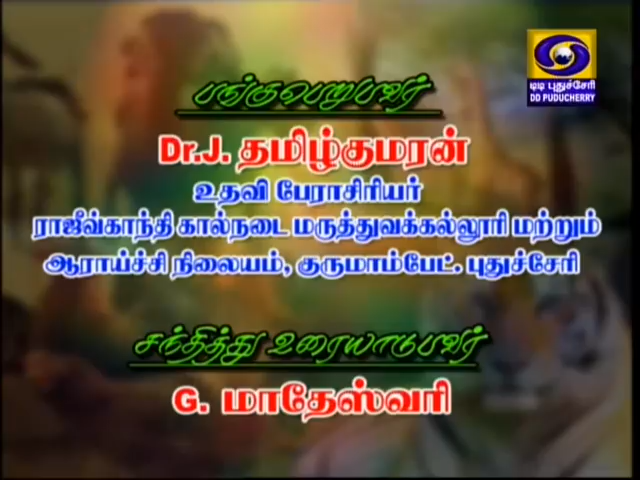 டிடி புதுச்சேரி
DD PUDUCHERRY
பங்குபெறுபவர்
Dr.J. தமிழ்குமரன்
உதவி பேராசிரியர்
ராஜீவ்காந்தி கால்நடை மருத்துவக்கல்லூரி மற்றும்
ஆராய்ச்சி நிலையம், குருமாம்பேட். புதுச்சேரி
சந்தித்து உரையாடுபவர்
G. மாதேஸ்வரி